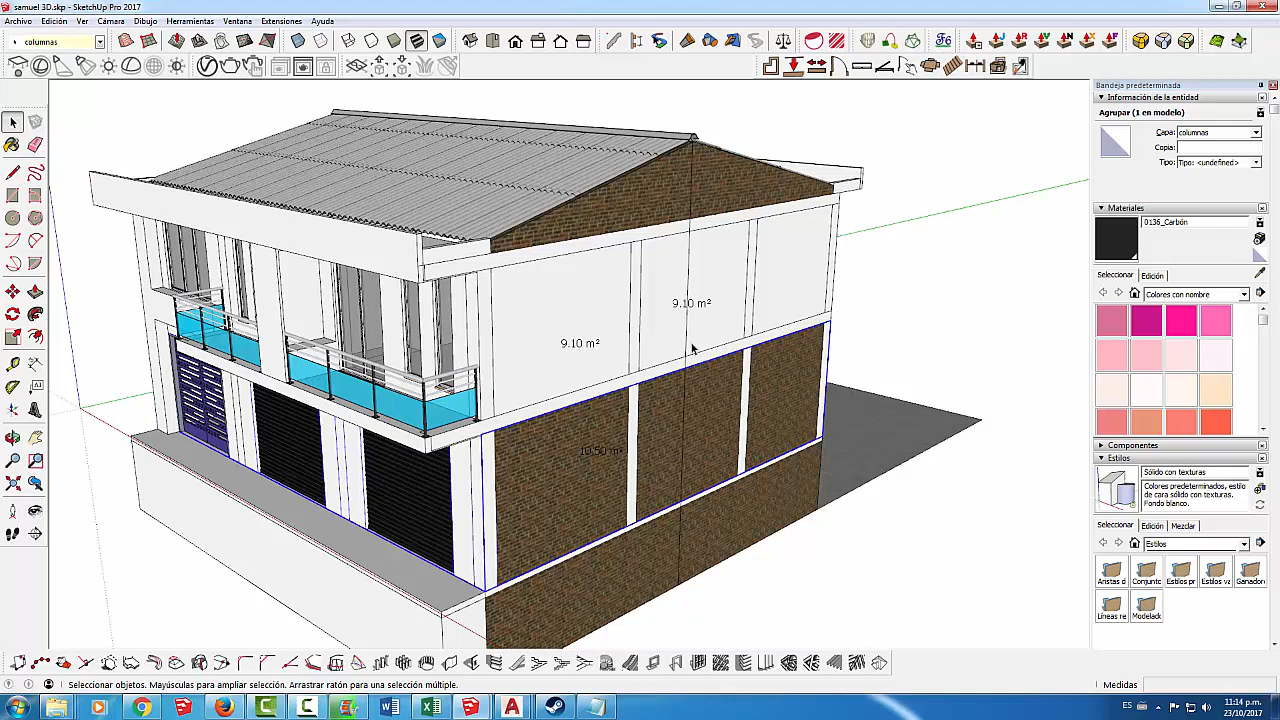 samuel 3D.skp - SketchUp Pro 2017
Archivo Edición Ver Cámara Dibujo Herramientas Ventana Extensiones Ayuda
columnas
Bandeja predeterminada
Información de la entidad
Agrupar (1 en modelo)
Capa: columnas
Copia:
Tipo: Tipo: <undefined>
Materiales
0136_Carbón
Seleccionar Edición
Colores con nombre
9.10 m²
9.10 m²
10.50 m²
Componentes
Estilos
Sólido con texturas
Colores predeterminados, estilo
de cara sólido con texturas.
Fondo blanco.
Seleccionar Edición Mezclar
Estilos
Aristas d Conjunto Estilos pr Estilos va Ganador
Líneas re Modelad
Seleccionar objetos. Mayúsculas para ampliar selección. Arrastrar ratón para una selección múltiple.
Medidas
ES
11:14 p.m.
23/10/2017